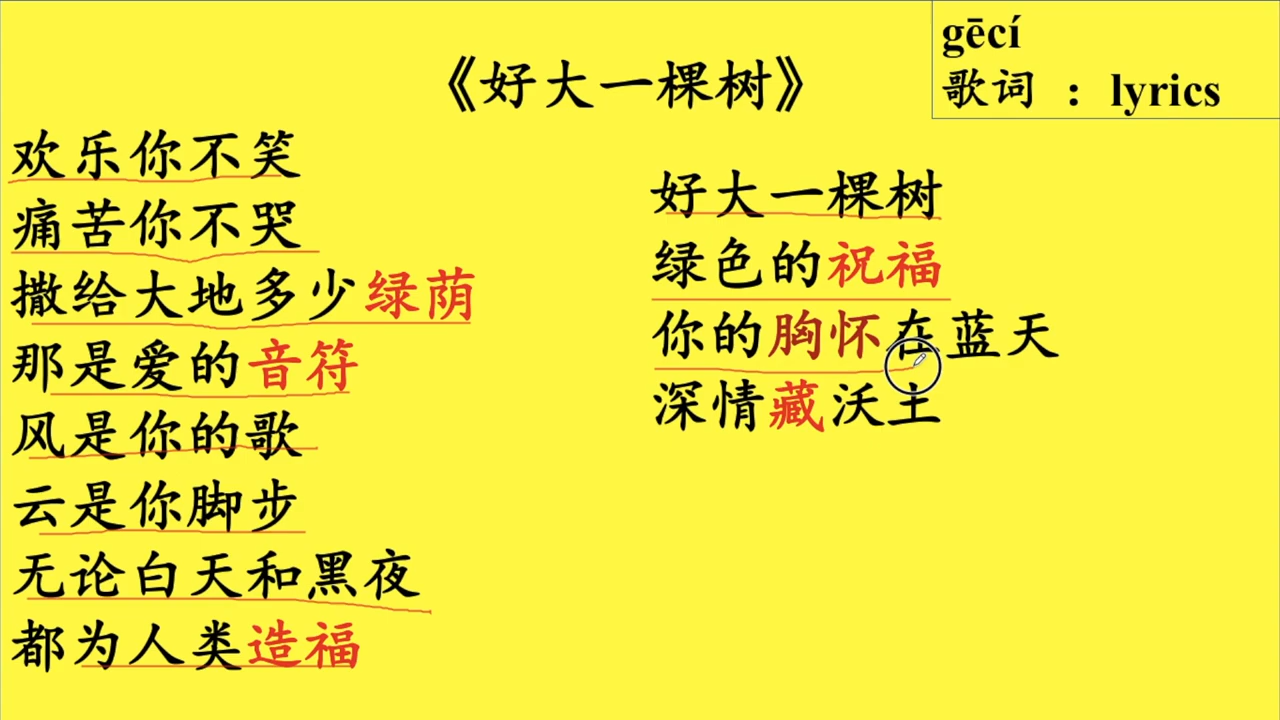 gēcí
歌词 ：lyrics
《好大一棵树》
欢乐你不笑
痛苦你不哭
撒给大地多少绿荫
那是爱的音符
风是你的歌
云是你脚步
无论白天和黑夜
都为人类造福
好大一棵树
绿色的祝福
你的胸怀在蓝天
深情藏沃土